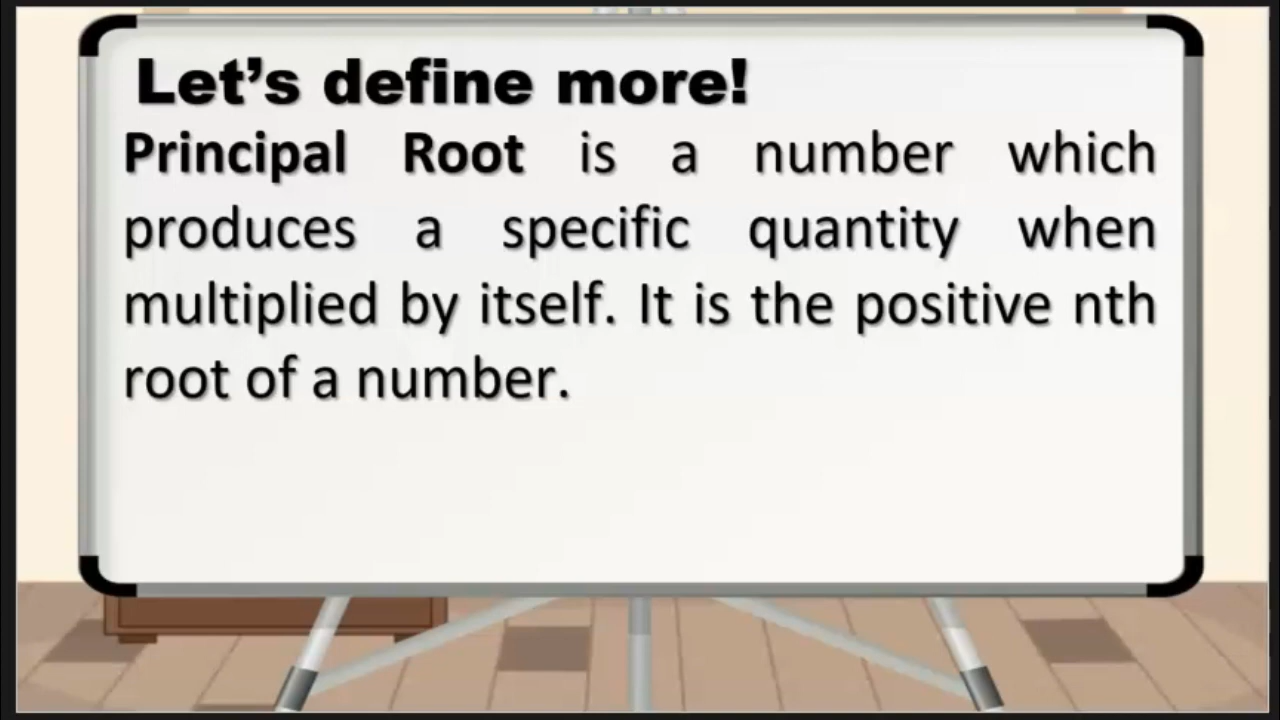 Let's define more!
Principal Root is a number which
produces a specific quantity when
multiplied by itself. It is the positive nth
root of a number.